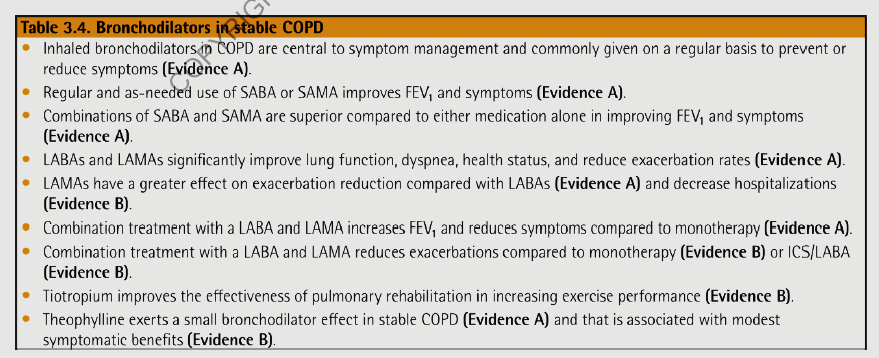 COPYRIGH
Table 3.4. Bronchodilators in stable COPD
• Inhaled bronchodilators in COPD are central to symptom management and commonly given on a regular basis to prevent or
reduce symptoms (Evidence A).
• Regular and as-needed use of SABA or SAMA improves FEV₁ and symptoms (Evidence A).
• Combinations of SABA and SAMA are superior compared to either medication alone in improving FEV₁ and symptoms
(Evidence A).
• LABAs and LAMAs significantly improve lung function, dyspnea, health status, and reduce exacerbation rates (Evidence A).
• LAMAs have a greater effect on exacerbation reduction compared with LABAs (Evidence A) and decrease hospitalizations
(Evidence B).
• Combination treatment with a LABA and LAMA increases FEV₁ and reduces symptoms compared to monotherapy (Evidence A).
• Combination treatment with a LABA and LAMA reduces exacerbations compared to monotherapy (Evidence B) or ICS/LABA
(Evidence B).
• Tiotropium improves the effectiveness of pulmonary rehabilitation in increasing exercise performance (Evidence B).
• Theophylline exerts a small bronchodilator effect in stable COPD (Evidence A) and that is associated with modest
symptomatic benefits (Evidence B).